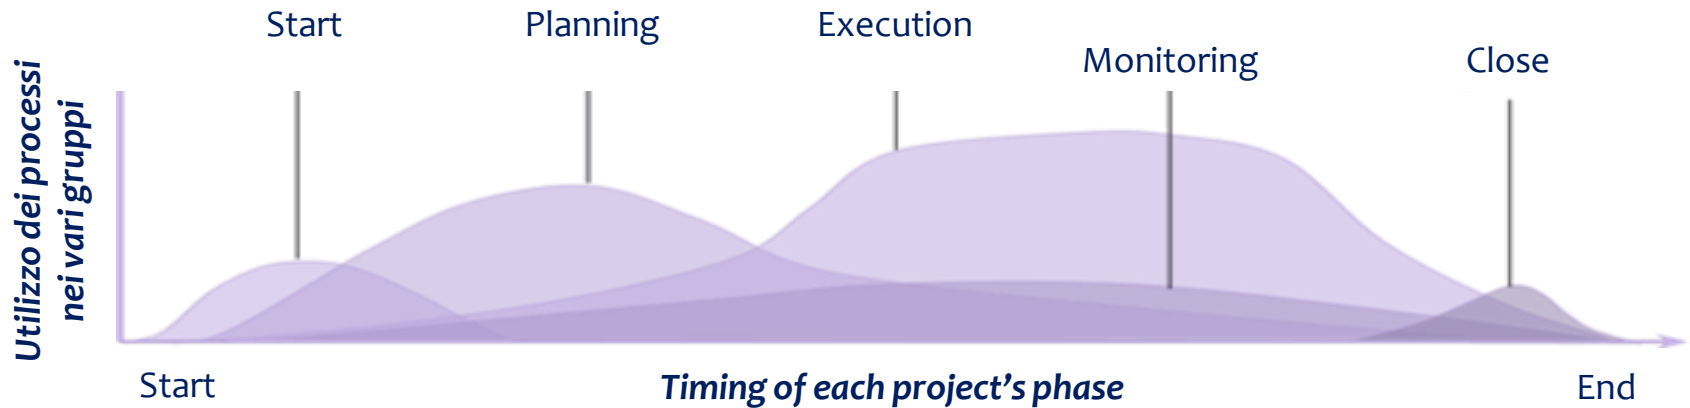 Start
Planning
Execution
Monitoring
Close
Utilizzo dei processi
nei vari gruppi
Start
Timing of each project’s phase
End